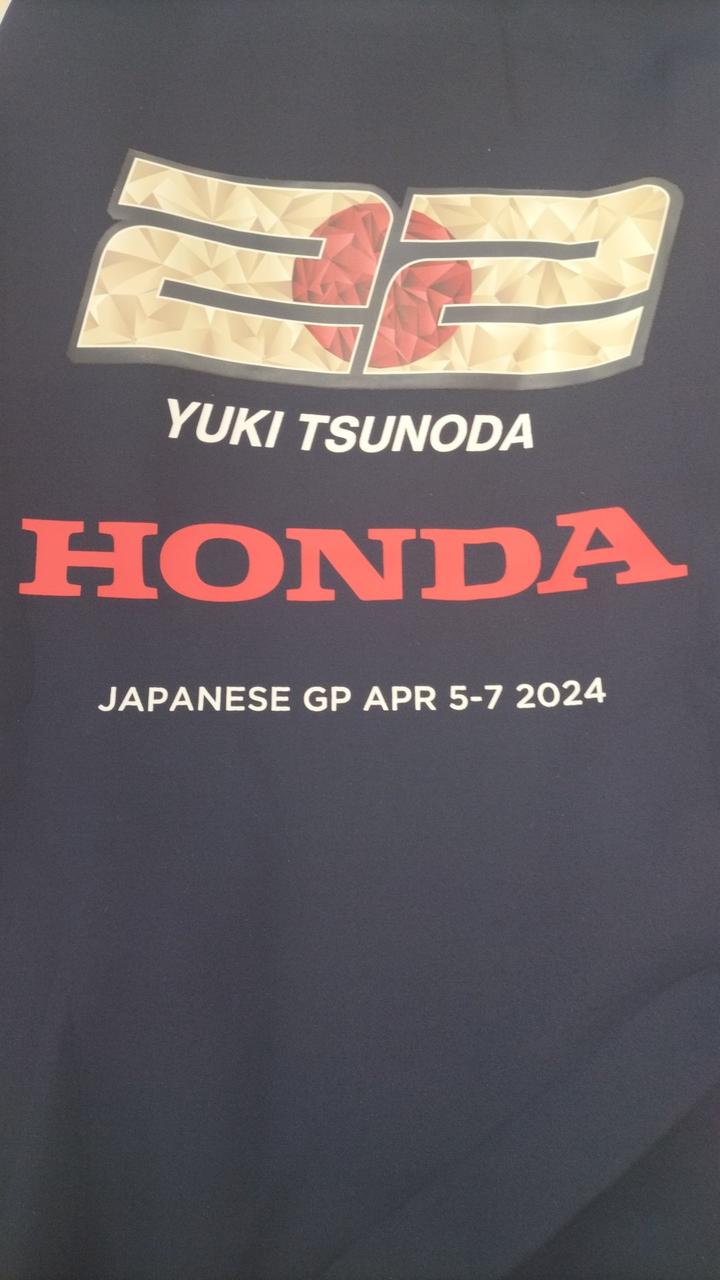 22
YUKI TSUNODA
HONDA
JAPANESE GP APR 5-7 2024